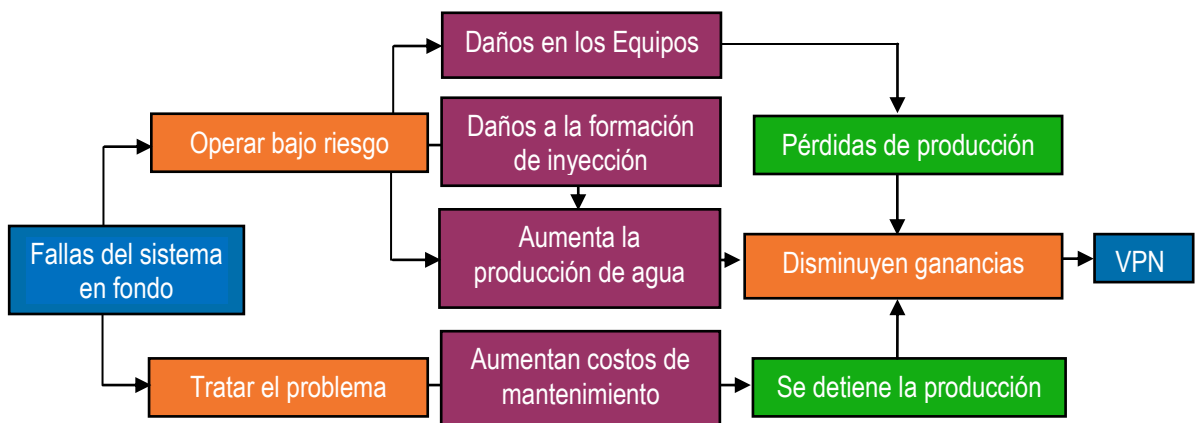 Daños en los Equipos
Operar bajo riesgo
Daños a la formación
de inyección
Pérdidas de producción
Fallas del sistema
en fondo
Aumenta la
producción de agua
Disminuyen ganancias
VPN
Tratar el problema
Aumentan costos de
mantenimiento
Se detiene la producción